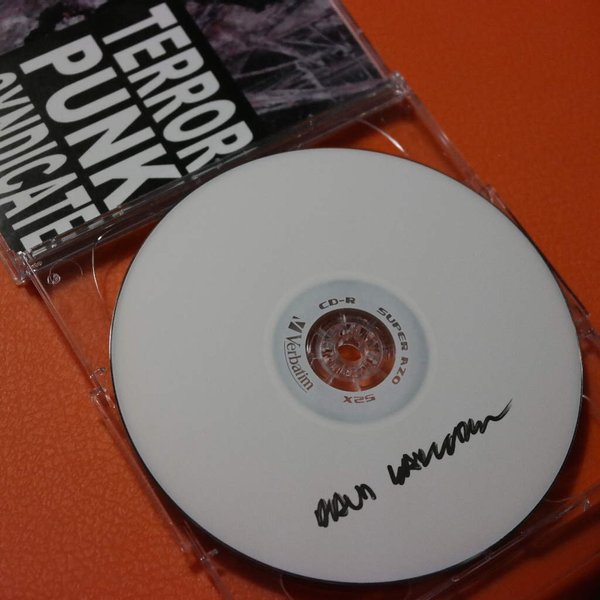 TERROR
PUNK
SYNDICATE
CD-R SUPER AZO
Verbatim
52X